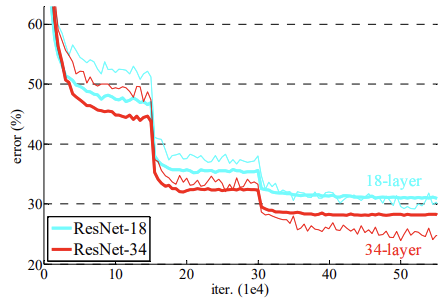 60
50
40
30
20
error (%)
18-layer
34-layer
ResNet-18
ResNet-34
0
10
20
30
40
50
iter. (1e4)